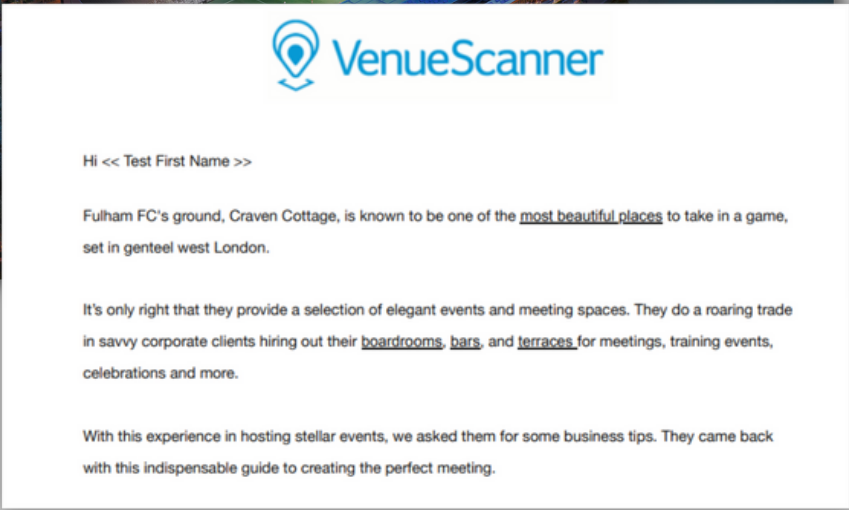 VenueScanner
Hi << Test First Name >>
Fulham FC's ground, Craven Cottage, is known to be one of the most beautiful places to take in a game,
set in genteel west London.
It's only right that they provide a selection of elegant events and meeting spaces. They do a roaring trade
in savvy corporate clients hiring out their boardrooms, bars, and terraces for meetings, training events,
celebrations and more.
With this experience in hosting stellar events, we asked them for some business tips. They came back
with this indispensable guide to creating the perfect meeting.